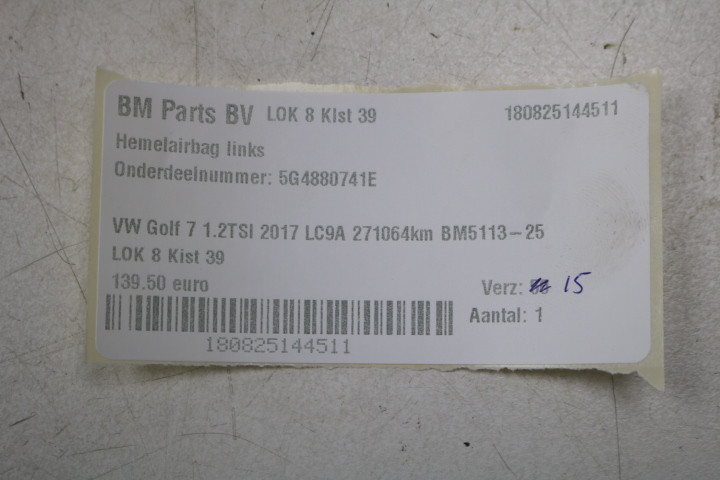 BM Parts BV LOK 8 Kist 39 180825144511
Hemelairbag links
Onderdeelnummer: 5G4880741E
VW Golf 7 1.2TSI 2017 LC9A 271064km BM5113-25
LOK 8 Kist 39
139.50 euro
Verz: 15
Aantal: 1
180825144511